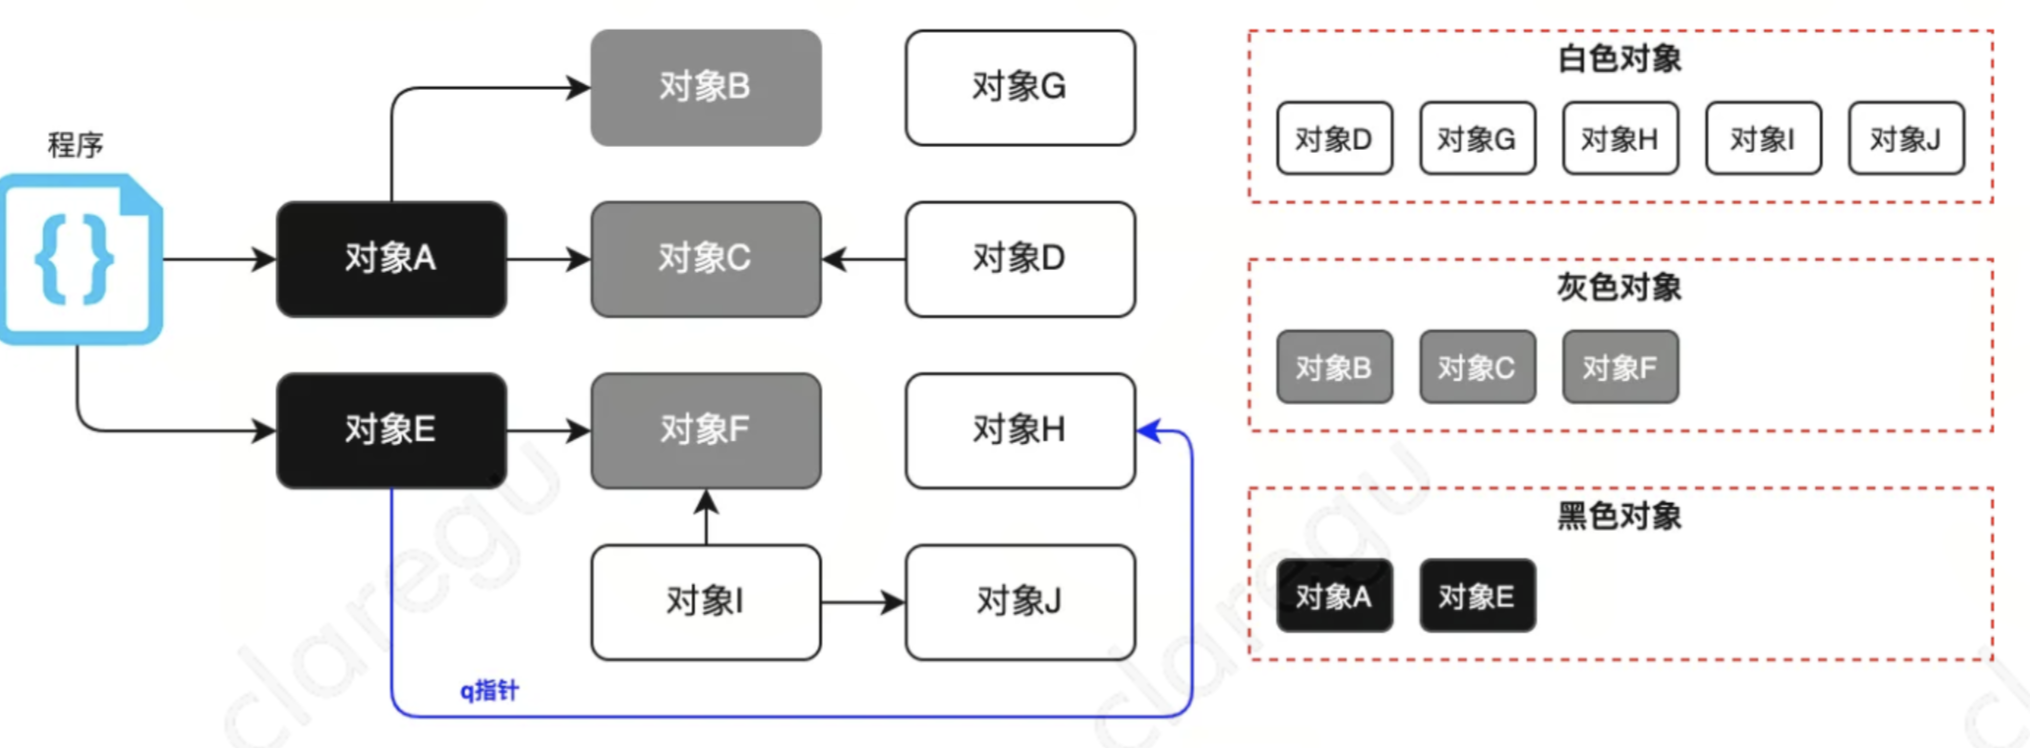 程序
{}
对象B
对象G
对象A
对象C
对象D
对象E
对象F
对象H
对象I
对象J
q指针
白色对象
对象D
对象G
对象H
对象I
对象J
灰色对象
对象B
对象C
对象F
黑色对象
对象A
对象E
claregu
claregu
cl